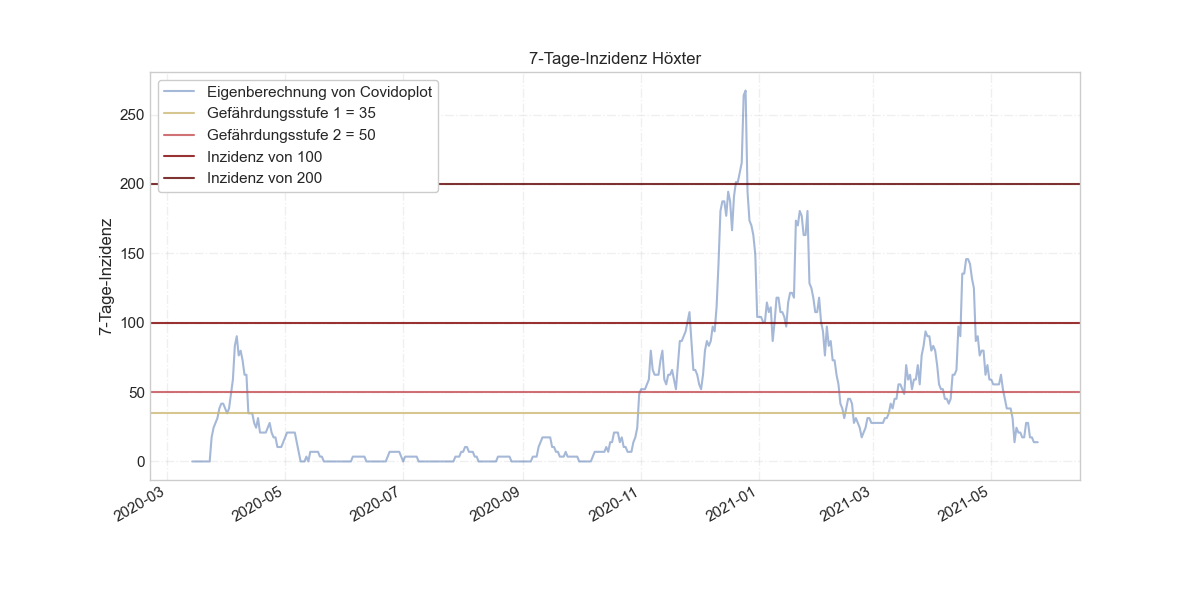 7-Tage-Inzidenz Höxter
Eigenberechnung von Covidoplot
Gefährdungsstufe 1 = 35
Gefährdungsstufe 2 = 50
Inzidenz von 100
Inzidenz von 200
7-Tage-Inzidenz
250
200
150
100
50
0
2020-03
2020-05
2020-07
2020-09
2020-11
2021-01
2021-03
2021-05